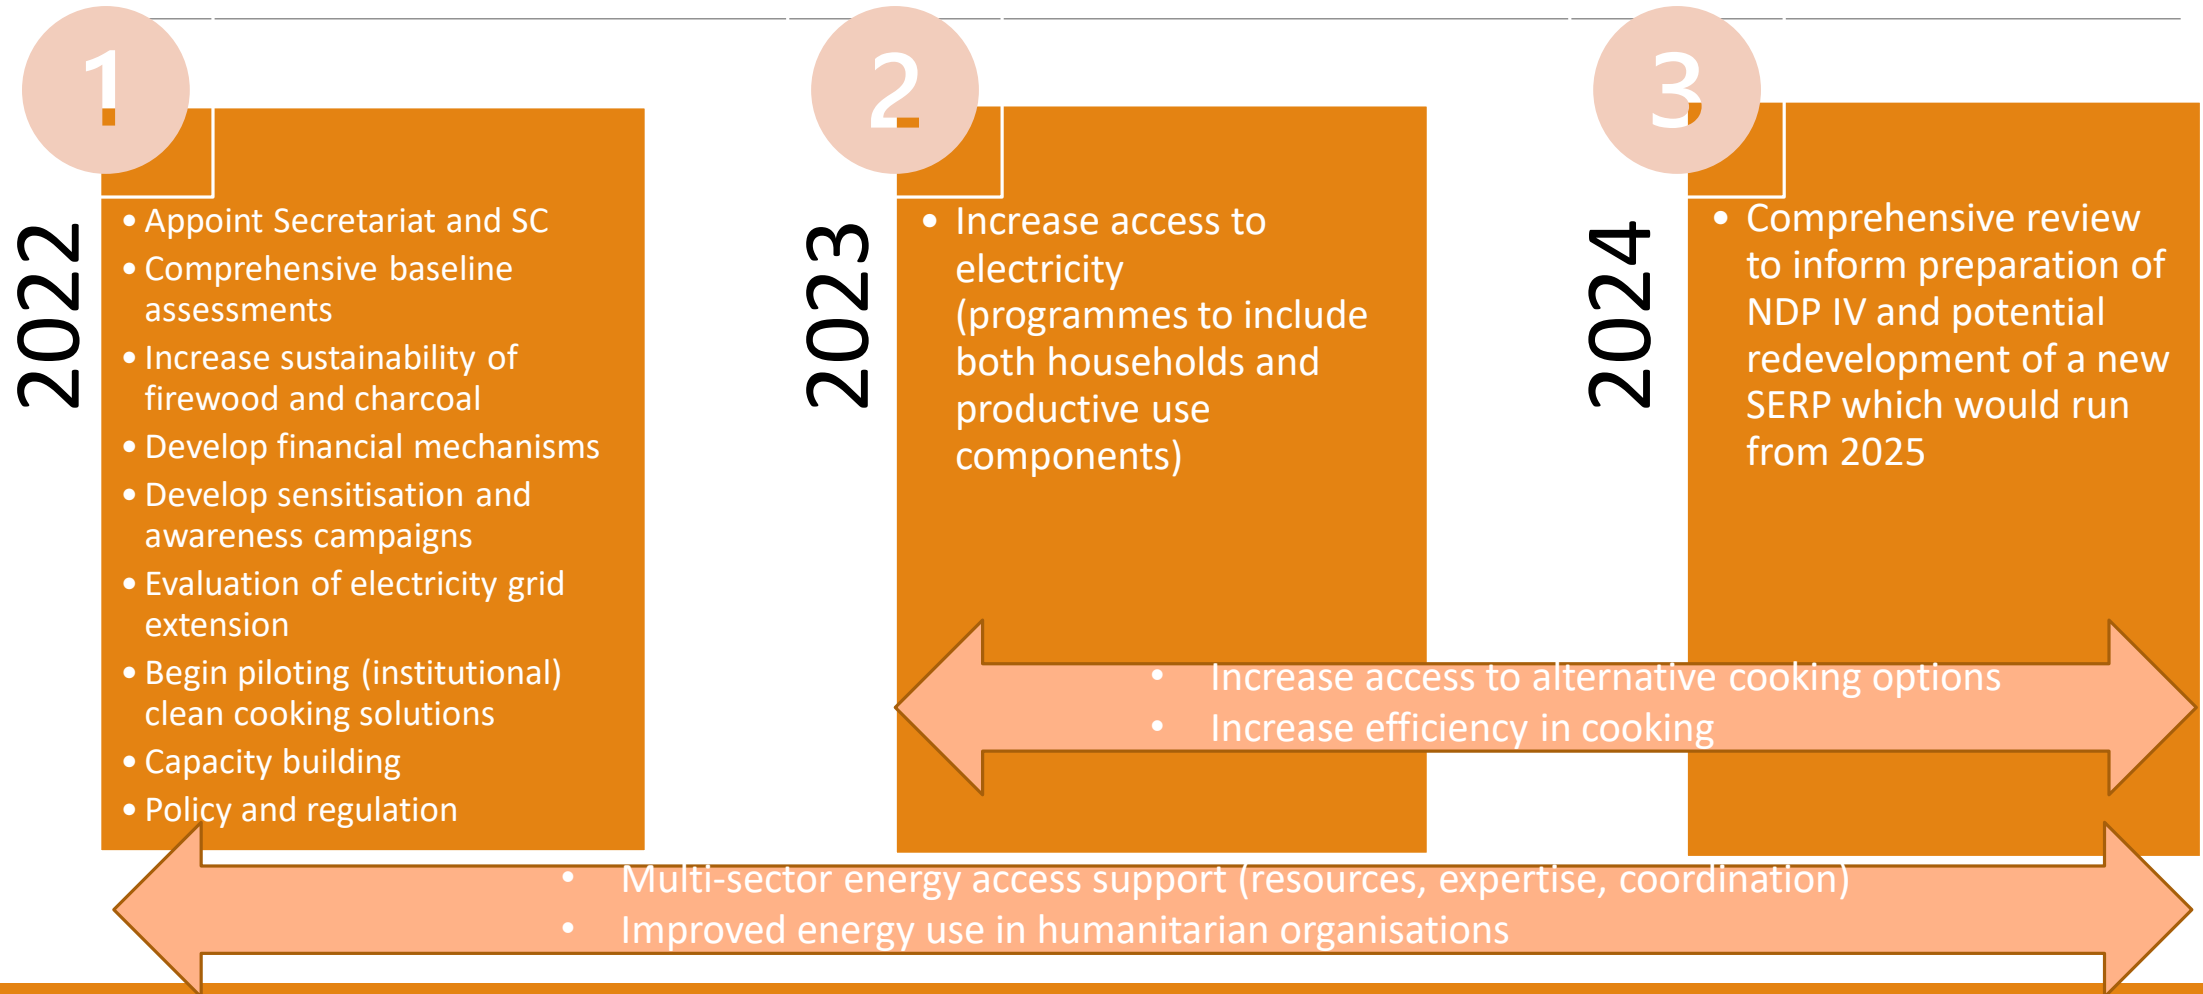 1
2022
• Appoint Secretariat and SC
• Comprehensive baseline
assessments
• Increase sustainability of
firewood and charcoal
• Develop financial mechanisms
• Develop sensitisation and
awareness campaigns
• Evaluation of electricity grid
extension
• Begin piloting (institutional)
clean cooking solutions
• Capacity building
• Policy and regulation
2
2023
• Increase access to
electricity
(programmes to include
both households and
productive use
components)
3
2024
• Comprehensive review
to inform preparation of
NDP IV and potential
redevelopment of a new
SERP which would run
from 2025
• Increase access to alternative cooking options
• Increase efficiency in cooking
• Multi-sector energy access support (resources, expertise, coordination)
• Improved energy use in humanitarian organisations